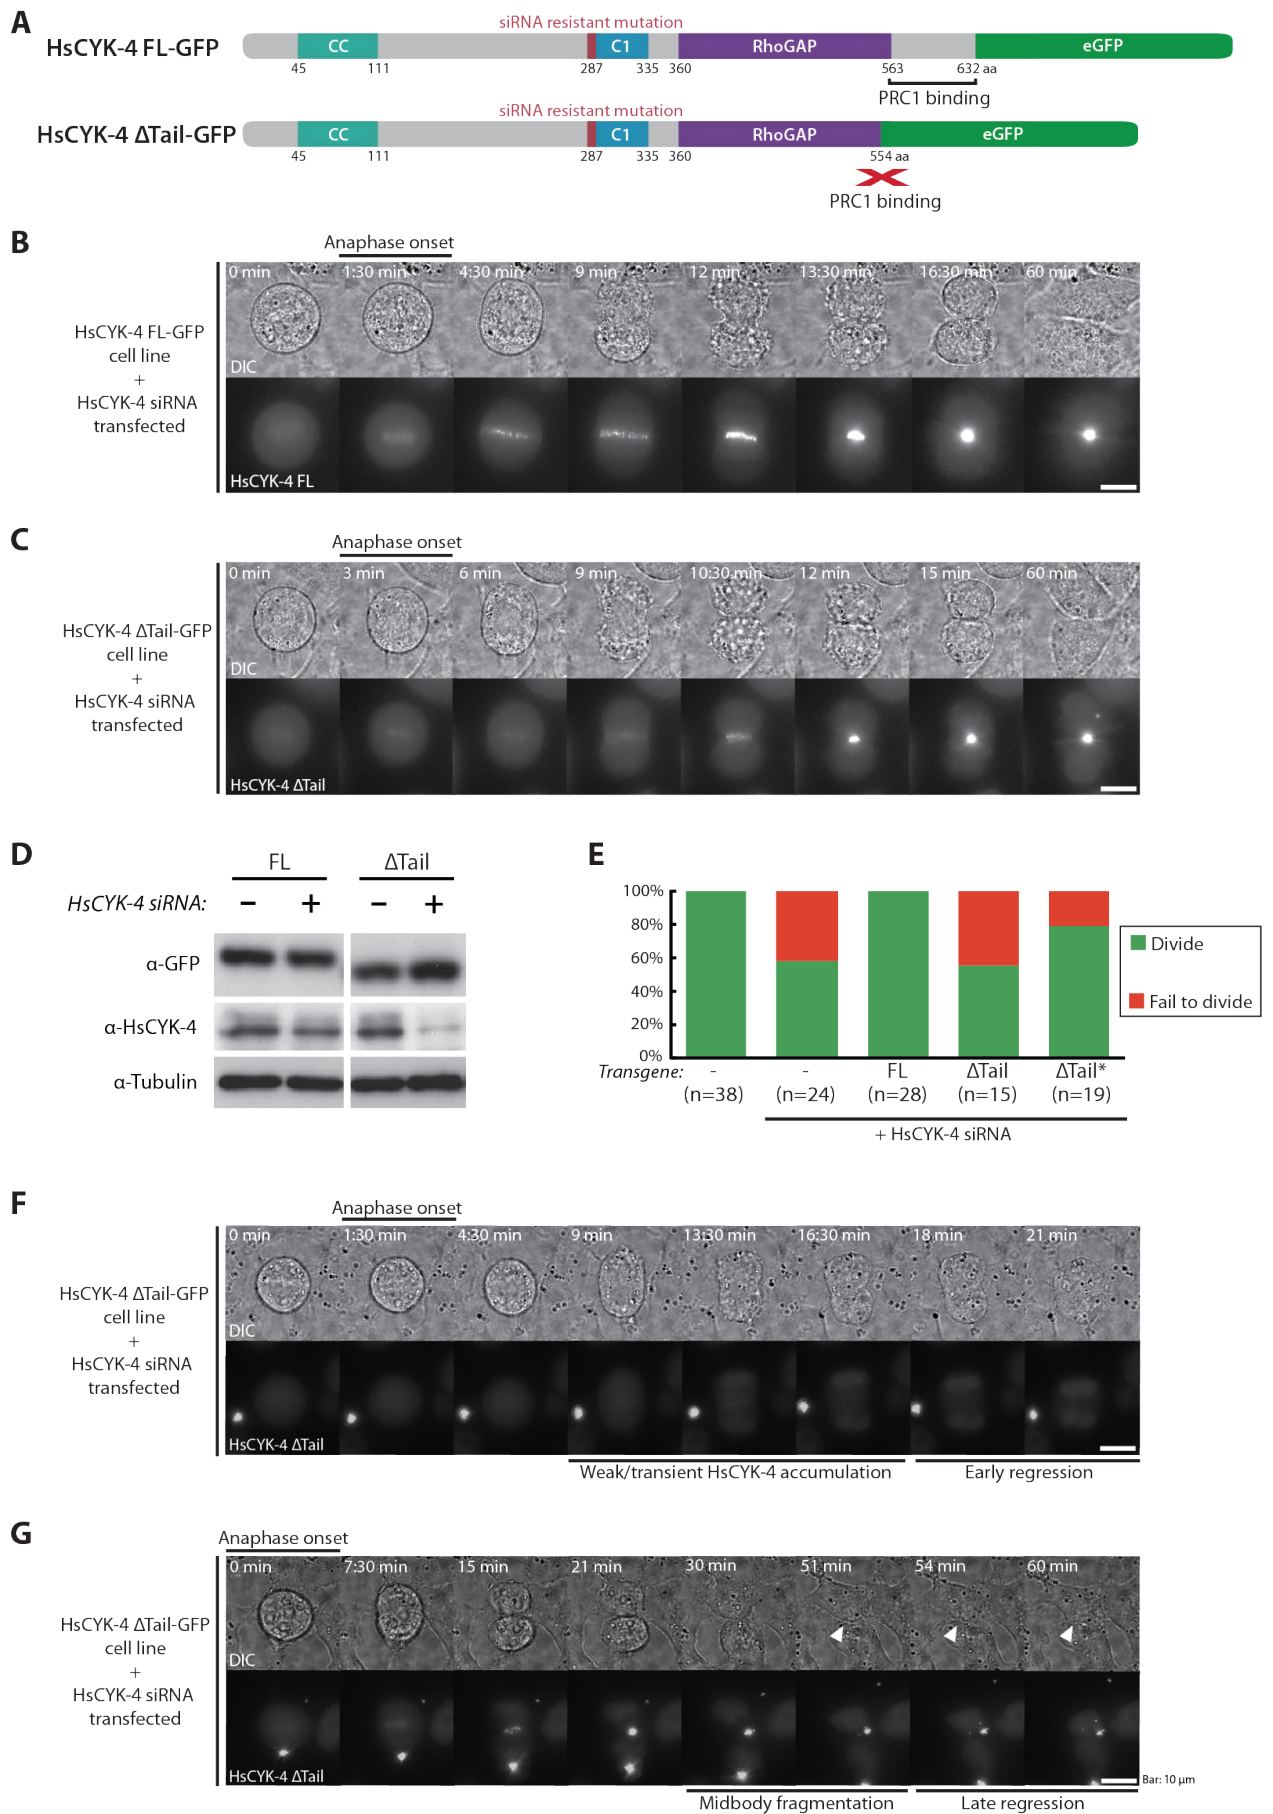 A
siRNA resistant mutation
HsCYK-4 FL-GFP
CC
C1
RhoGAP
eGFP
45
111
287
335
360
563
632 aa
PRC1 binding
siRNA resistant mutation
HsCYK-4 ΔTail-GFP
CC
C1
RhoGAP
eGFP
45
111
287
335
360
554 aa
PRC1 binding
B
Anaphase onset
0 min
1:30 min
4:30 min
9 min
12 min
13:30 min
16:30 min
60 min
HsCYK-4 FL-GFP
cell line
+
HsCYK-4 siRNA
transfected
DIC
HsCYK-4 FL
C
Anaphase onset
0 min
3 min
6 min
9 min
10:30 min
12 min
15 min
60 min
HsCYK-4 ΔTail-GFP
cell line
+
HsCYK-4 siRNA
transfected
DIC
HsCYK-4 ΔTail
D
FL
ΔTail
HsCYK-4 siRNA:
− + − +
α-GFP
α-HsCYK-4
α-Tubulin
E
100%
80%
60%
40%
20%
0%
Divide
Fail to divide
Transgene:
- - FL ΔTail ΔTail*
(n=38) (n=24) (n=28) (n=15) (n=19)
+ HsCYK-4 siRNA
F
Anaphase onset
0 min
1:30 min
4:30 min
9 min
13:30 min
16:30 min
18 min
21 min
HsCYK-4 ΔTail-GFP
cell line
+
HsCYK-4 siRNA
transfected
DIC
HsCYK-4 ΔTail
Weak/transient HsCYK-4 accumulation
Early regression
G
Anaphase onset
0 min
7:30 min
15 min
21 min
30 min
51 min
54 min
60 min
HsCYK-4 ΔTail-GFP
cell line
+
HsCYK-4 siRNA
transfected
DIC
HsCYK-4 ΔTail
Bar: 10 μm
Midbody fragmentation
Late regression